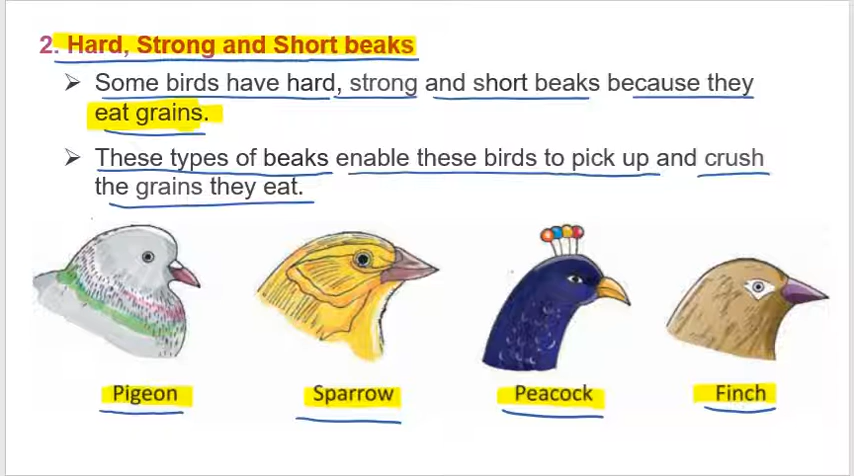 2. Hard, Strong and Short beaks
➢ Some birds have hard, strong and short beaks because they
eat grains.
➢ These types of beaks enable these birds to pick up and crush
the grains they eat.
Pigeon Sparrow Peacock Finch